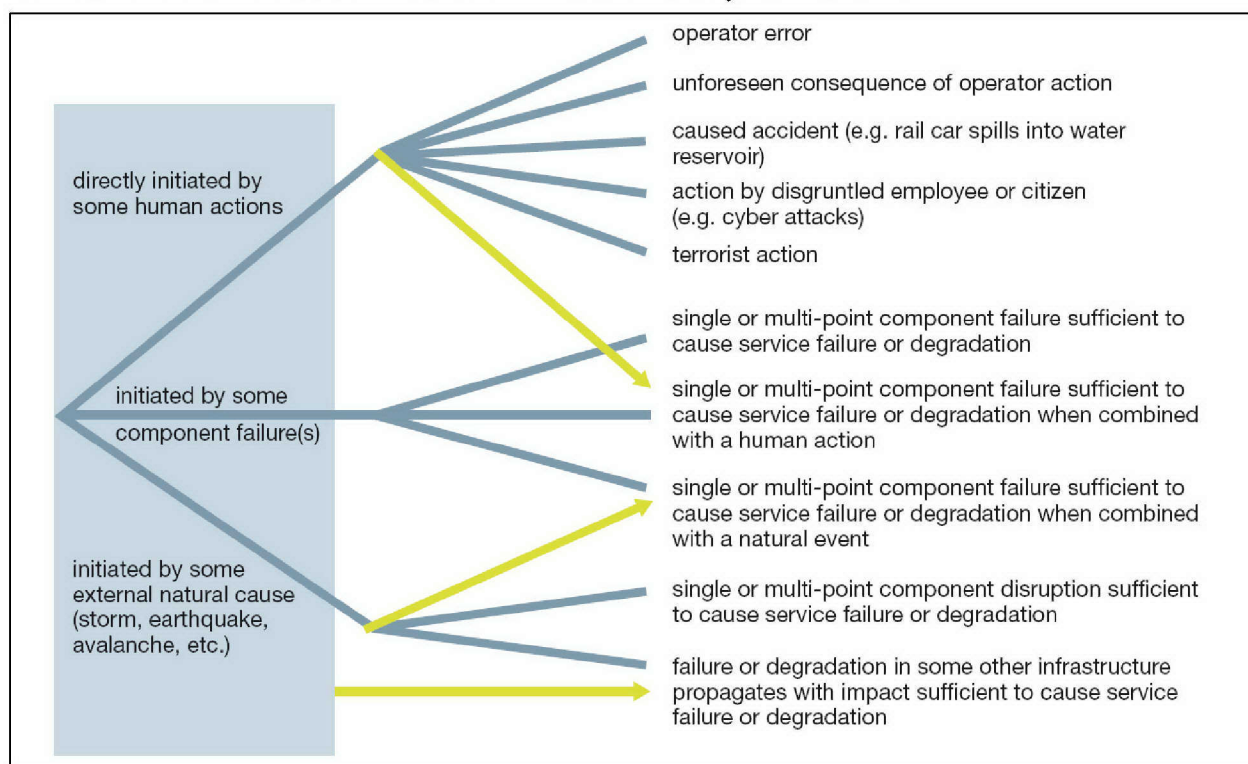 operator error
unforeseen consequence of operator action
caused accident (e.g. rail car spills into water
reservoir)
action by disgruntled employee or citizen
(e.g. cyber attacks)
terrorist action
directly initiated by
some human actions
single or multi-point component failure sufficient to
cause service failure or degradation
initiated by some
component failure(s)
single or multi-point component failure sufficient to
cause service failure or degradation when combined
with a human action
single or multi-point component failure sufficient to
cause service failure or degradation when combined
with a natural event
initiated by some
external natural cause
(storm, earthquake,
avalanche, etc.)
single or multi-point component disruption sufficient
to cause service failure or degradation
failure or degradation in some other infrastructure
propagates with impact sufficient to cause service
failure or degradation